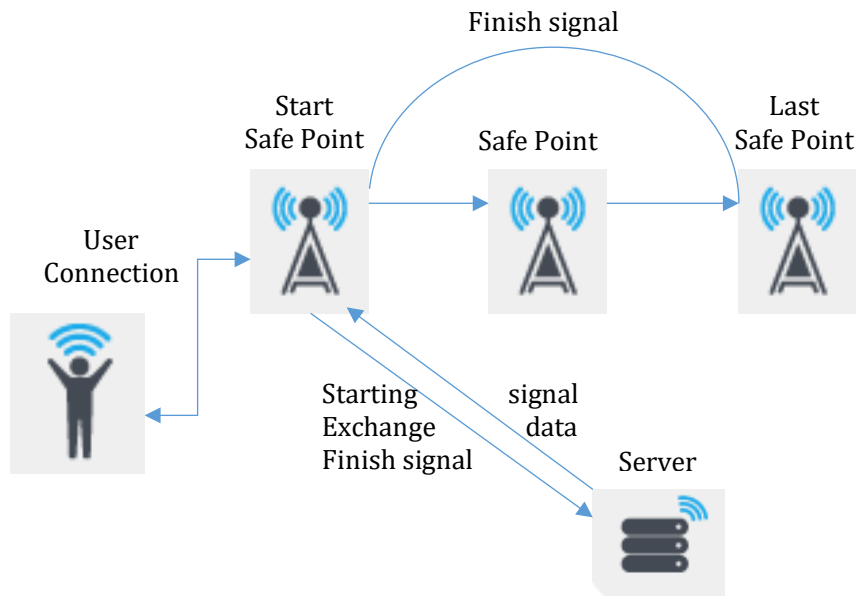 Finish signal
Start
Safe Point
Safe Point
Last
Safe Point
User
Connection
Starting
Exchange
Finish signal
signal
data
Server